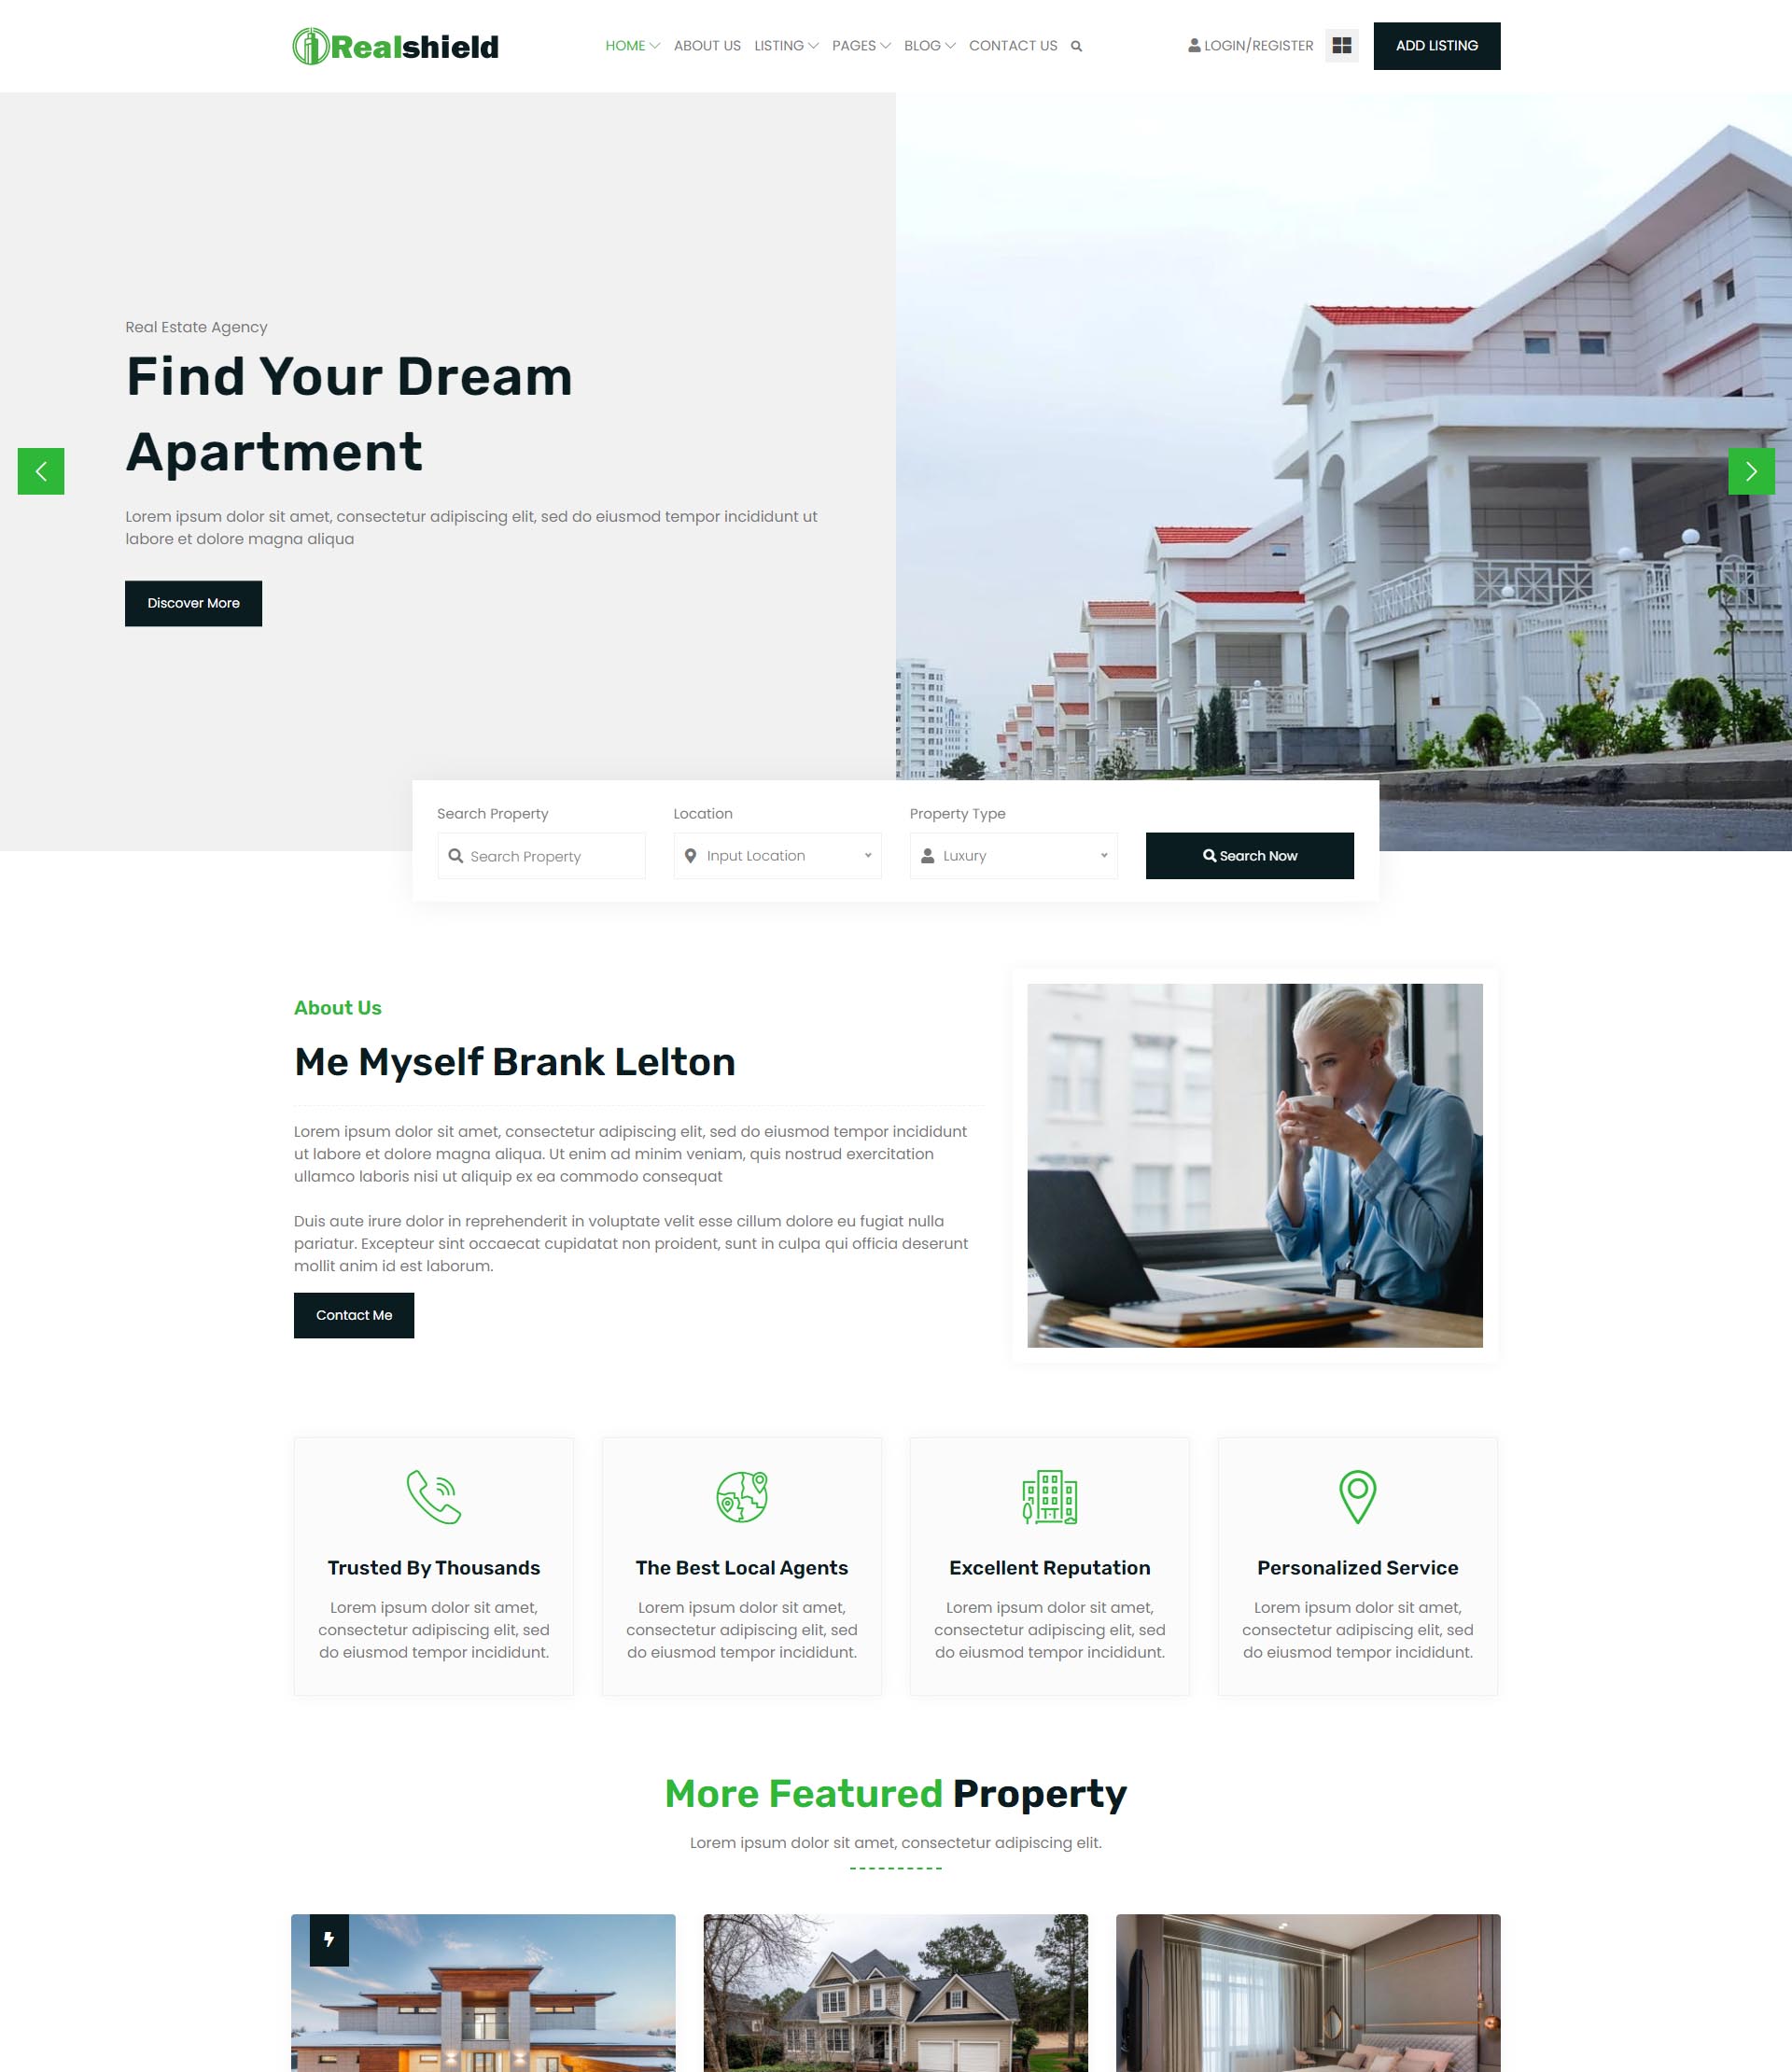 Realshield
HOME ABOUT US LISTING PAGES BLOG CONTACT US
LOGIN/REGISTER
ADD LISTING
Real Estate Agency
Find Your Dream
Apartment
Lorem ipsum dolor sit amet, consectetur adipiscing elit, sed do eiusmod tempor incididunt ut
labore et dolore magna aliqua
Discover More
Search Property
Search Property
Location
Input Location
Property Type
Luxury
Search Now
About Us
Me Myself Brank Lelton
Lorem ipsum dolor sit amet, consectetur adipiscing elit, sed do eiusmod tempor incididunt
ut labore et dolore magna aliqua. Ut enim ad minim veniam, quis nostrud exercitation
ullamco laboris nisi ut aliquip ex ea commodo consequat
Duis aute irure dolor in reprehenderit in voluptate velit esse cillum dolore eu fugiat nulla
pariatur. Excepteur sint occaecat cupidatat non proident, sunt in culpa qui officia deserunt
mollit anim id est laborum.
Contact Me
Trusted By Thousands
Lorem ipsum dolor sit amet,
consectetur adipiscing elit, sed
do eiusmod tempor incididunt.
The Best Local Agents
Lorem ipsum dolor sit amet,
consectetur adipiscing elit, sed
do eiusmod tempor incididunt.
Excellent Reputation
Lorem ipsum dolor sit amet,
consectetur adipiscing elit, sed
do eiusmod tempor incididunt.
Personalized Service
Lorem ipsum dolor sit amet,
consectetur adipiscing elit, sed
do eiusmod tempor incididunt.
More Featured Property
Lorem ipsum dolor sit amet, consectetur adipiscing elit.